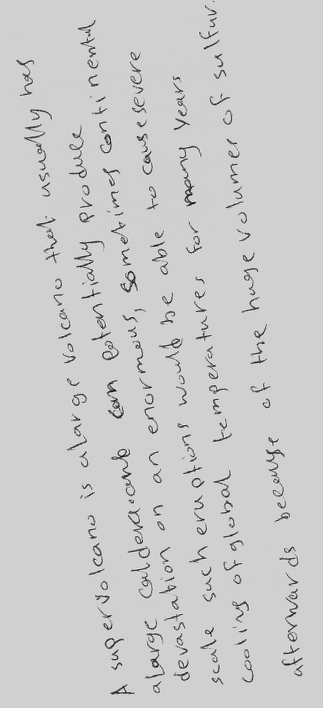 A supervolcano is a large volcano that usually has
a large caldera and can potentially produce
devastation on an enormous, sometimes continental
scale such eruptions would be able to cause severe
cooling of global temperatures for many years
afterwards because of the huge volumes of sulfur.